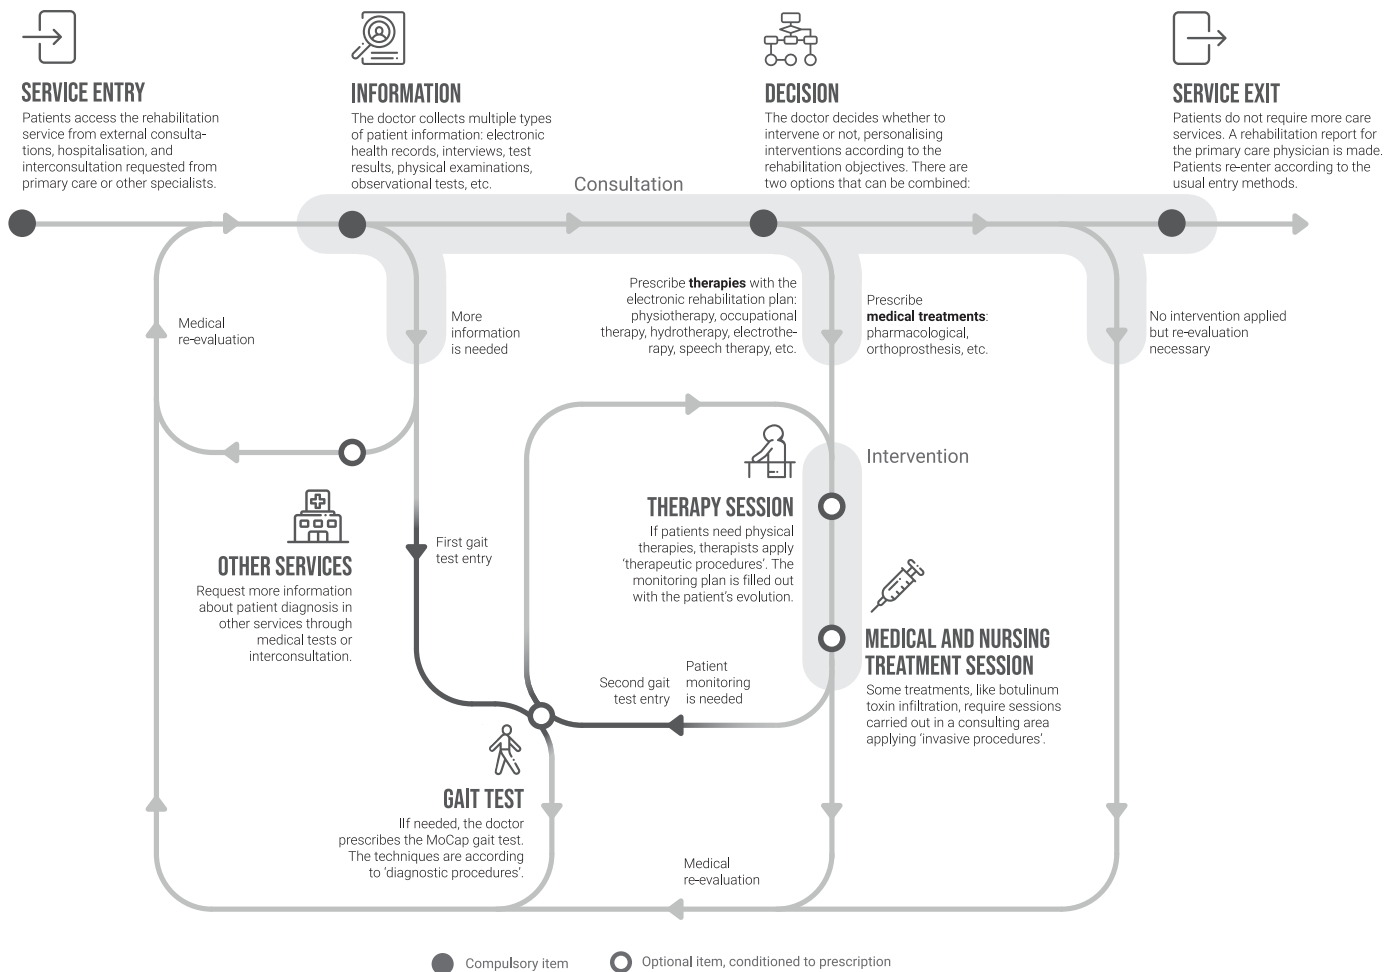 SERVICE ENTRY
Patients access the rehabilitation
service from external consulta-
tions, hospitalisation, and
interconsultation requested from
primary care or other specialists.
INFORMATION
The doctor collects multiple types
of patient information: electronic
health records, interviews, test
results, physical examinations,
observational tests, etc.
DECISION
The doctor decides whether to
intervene or not, personalising
interventions according to the
rehabilitation objectives. There are
two options that can be combined:
SERVICE EXIT
Patients do not require more care
services. A rehabilitation report for
the primary care physician is made.
Patients re-enter according to the
usual entry methods.
Consultation
Medical
re-evaluation
More
information
is needed
Prescribe therapies with the
electronic rehabilitation plan:
physiotherapy, occupational
therapy, hydrotherapy, electrothe-
rapy, speech therapy, etc.
Prescribe
medical treatments:
pharmacological,
orthoprosthesis, etc.
No intervention applied
but re-evaluation
necessary
Intervention
OTHER SERVICES
Request more information
about patient diagnosis in
other services through
medical tests or
interconsultation.
First gait
test entry
THERAPY SESSION
If patients need physical
therapies, therapists apply
‘therapeutic procedures’. The
monitoring plan is filled out
with the patient’s evolution.
MEDICAL AND NURSING
TREATMENT SESSION
Some treatments, like botulinum
toxin infiltration, require sessions
carried out in a consulting area
applying ‘invasive procedures’.
Second gait
test entry
Patient
monitoring
is needed
GAIT TEST
IIf needed, the doctor
prescribes the MoCap gait test.
The techniques are according
to ‘diagnostic procedures’.
Medical
re-evaluation
Compulsory item
Optional item, conditioned to prescription